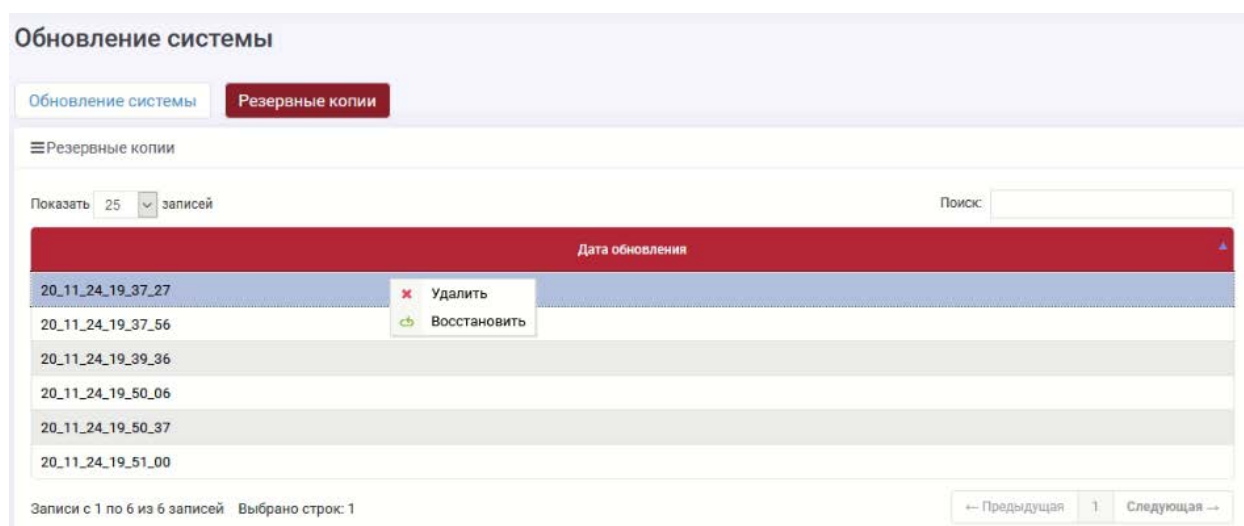 Обновление системы
Обновление системы Резервные копии
Резервные копии
Показать 25 записей Поиск:
Дата обновления
20_11_24_19_37_27
Удалить
20_11_24_19_37_56
Восстановить
20_11_24_19_39_36
20_11_24_19_50_06
20_11_24_19_50_37
20_11_24_19_51_00
Записи с 1 по 6 из 6 записей Выбрано строк: 1 ← Предыдущая 1 Следующая →